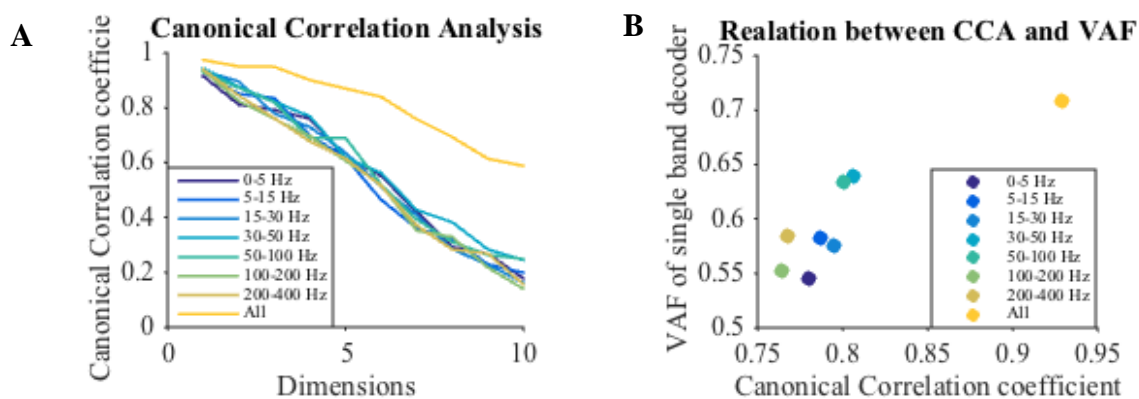 A
Canonical Correlation Analysis
Canonical Correlation coefficie
1
0.8
0.6
0.4
0.2
0
0
5
10
Dimensions
0-5 Hz
5-15 Hz
15-30 Hz
30-50 Hz
50-100 Hz
100-200 Hz
200-400 Hz
All
B
Realation between CCA and VAF
VAF of single band decoder
0.75
0.7
0.65
0.6
0.55
0.5
0.75
0.8
0.85
0.9
0.95
Canonical Correlation coefficient
0-5 Hz
5-15 Hz
15-30 Hz
30-50 Hz
50-100 Hz
100-200 Hz
200-400 Hz
All